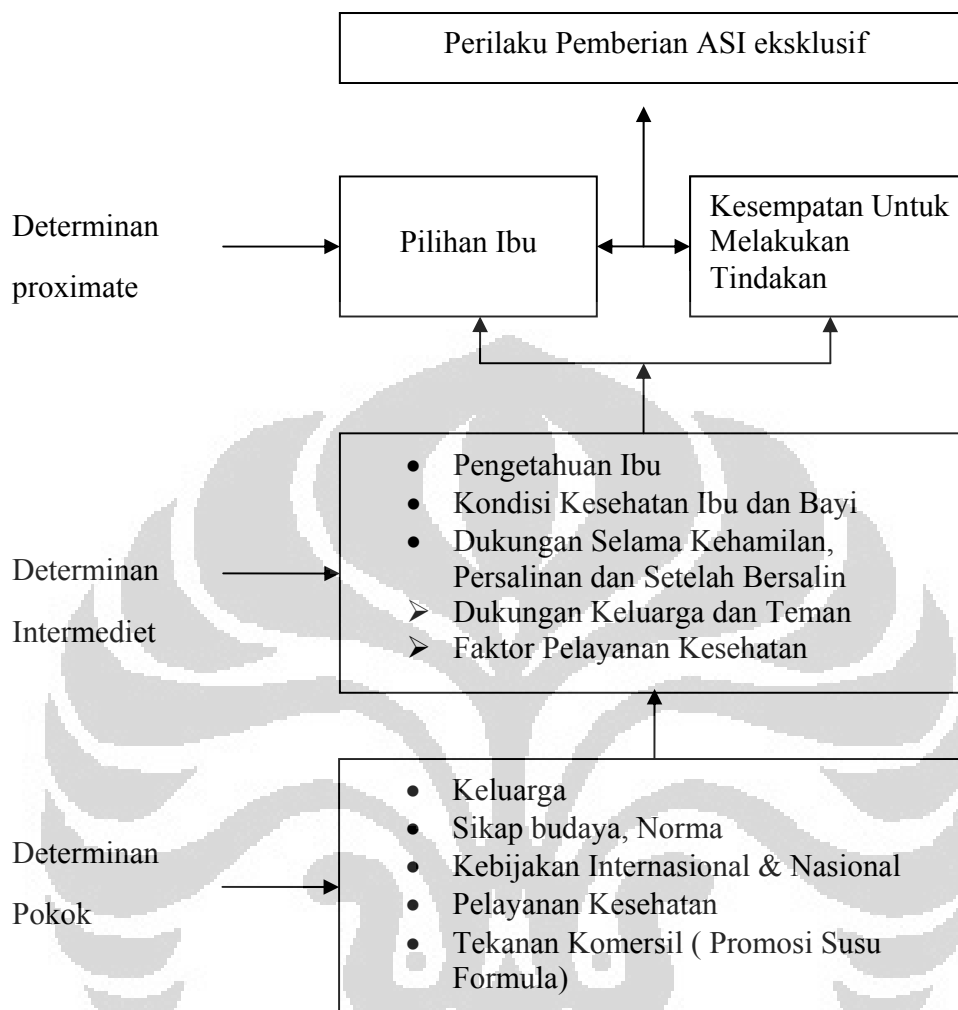 Perilaku Pemberian ASI eksklusif
Determinan
proximate
Pilihan Ibu
Kesempatan Untuk
Melakukan
Tindakan
Determinan
Intermediet
• Pengetahuan Ibu
• Kondisi Kesehatan Ibu dan Bayi
• Dukungan Selama Kehamilan,
Persalinan dan Setelah Bersalin
➢ Dukungan Keluarga dan Teman
➢ Faktor Pelayanan Kesehatan
Determinan
Pokok
• Keluarga
• Sikap budaya, Norma
• Kebijakan Internasional & Nasional
• Pelayanan Kesehatan
• Tekanan Komersil ( Promosi Susu
Formula)